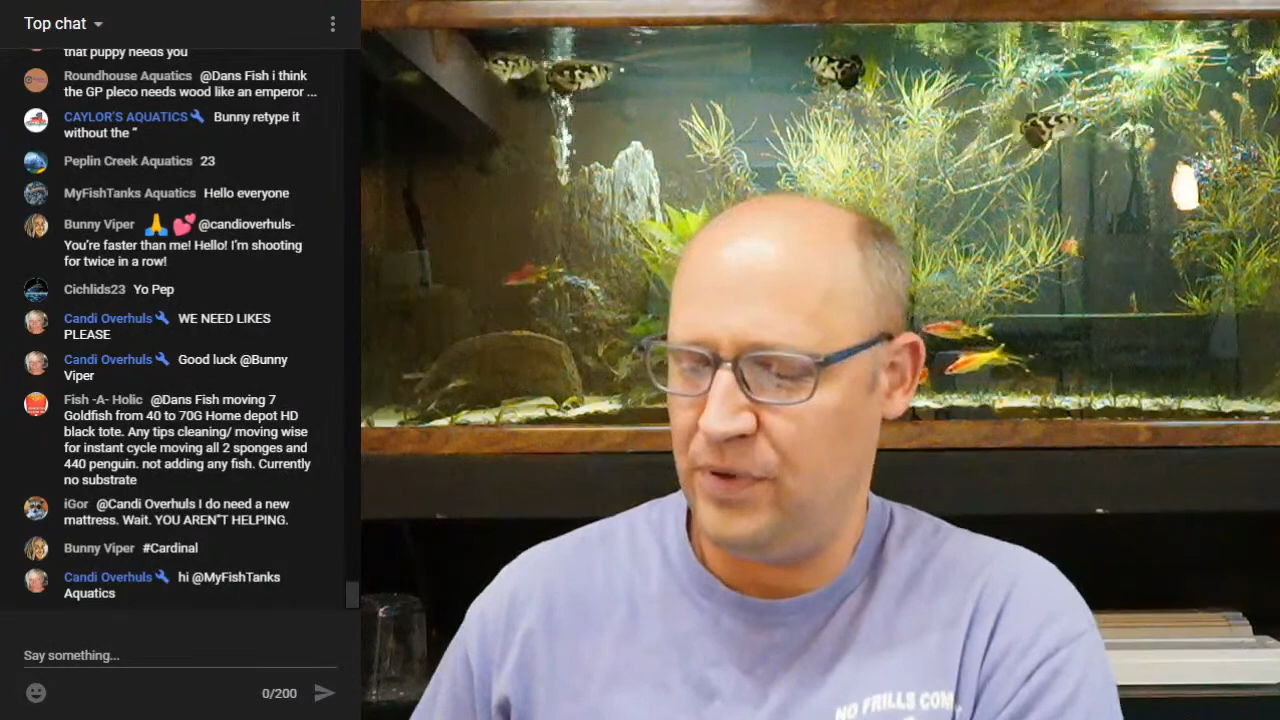 Top chat
that puppy needs you
Roundhouse Aquatics @Dans Fish i think
the GP pleco needs wood like an emperor ...
CAYLOR'S AQUATICS Bunny retype it
without the "
Peplin Creek Aquatics 23
MyFishTanks Aquatics Hello everyone
Bunny Viper 🙏 💕 @candioverhuls-
You're faster than me! Hello! I'm shooting
for twice in a row!
Cichlids23 Yo Pep
Candi Overhuls WE NEED LIKES
PLEASE
Candi Overhuls Good luck @Bunny
Viper
Fish -A- Holic @Dans Fish moving 7
Goldfish from 40 to 70G Home depot HD
black tote. Any tips cleaning/ moving wise
for instant cycle moving all 2 sponges and
440 penguin. not adding any fish. Currently
no substrate
iGor @Candi Overhuls I do need a new
mattress. Wait. YOU AREN"T HELPING.
Bunny Viper #Cardinal
Candi Overhuls hi @MyFishTanks
Aquatics
Say something...
0/200
NO FRILLS COM